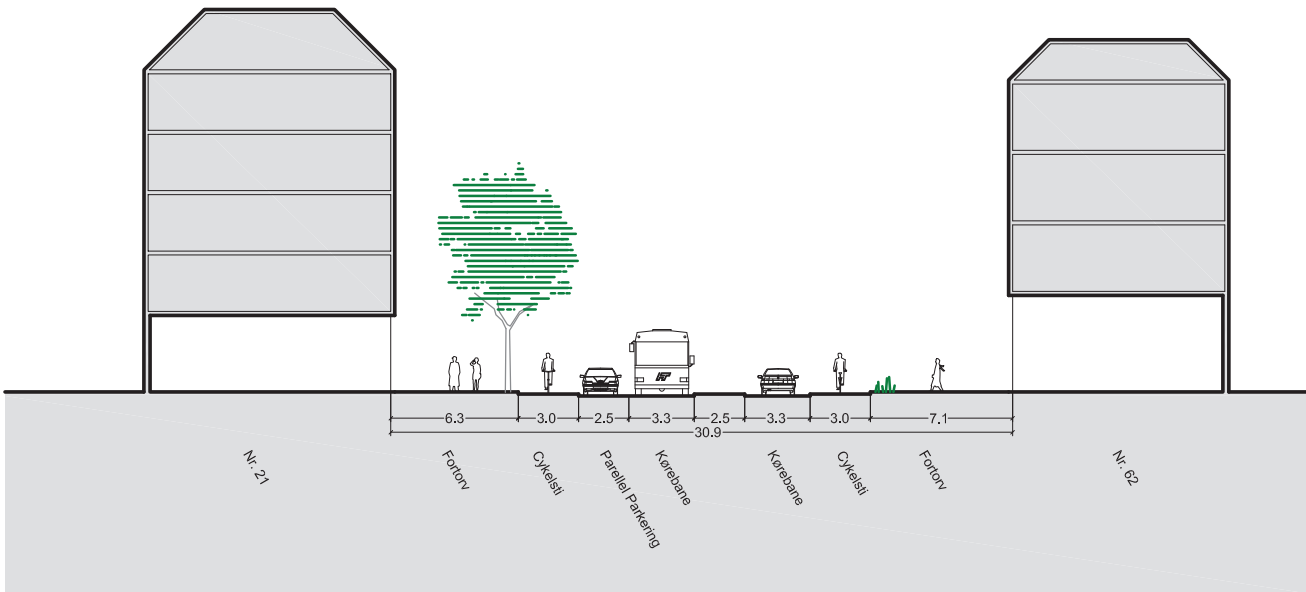 6.3 3.0 2.5 3.3 2.5 3.3 3.0 7.1
30.9
Nr. 21
Fortorv
Cykelsti
Parellel Parkering
Kørebane
Kørebane
Cykelsti
Fortorv
Nr. 62